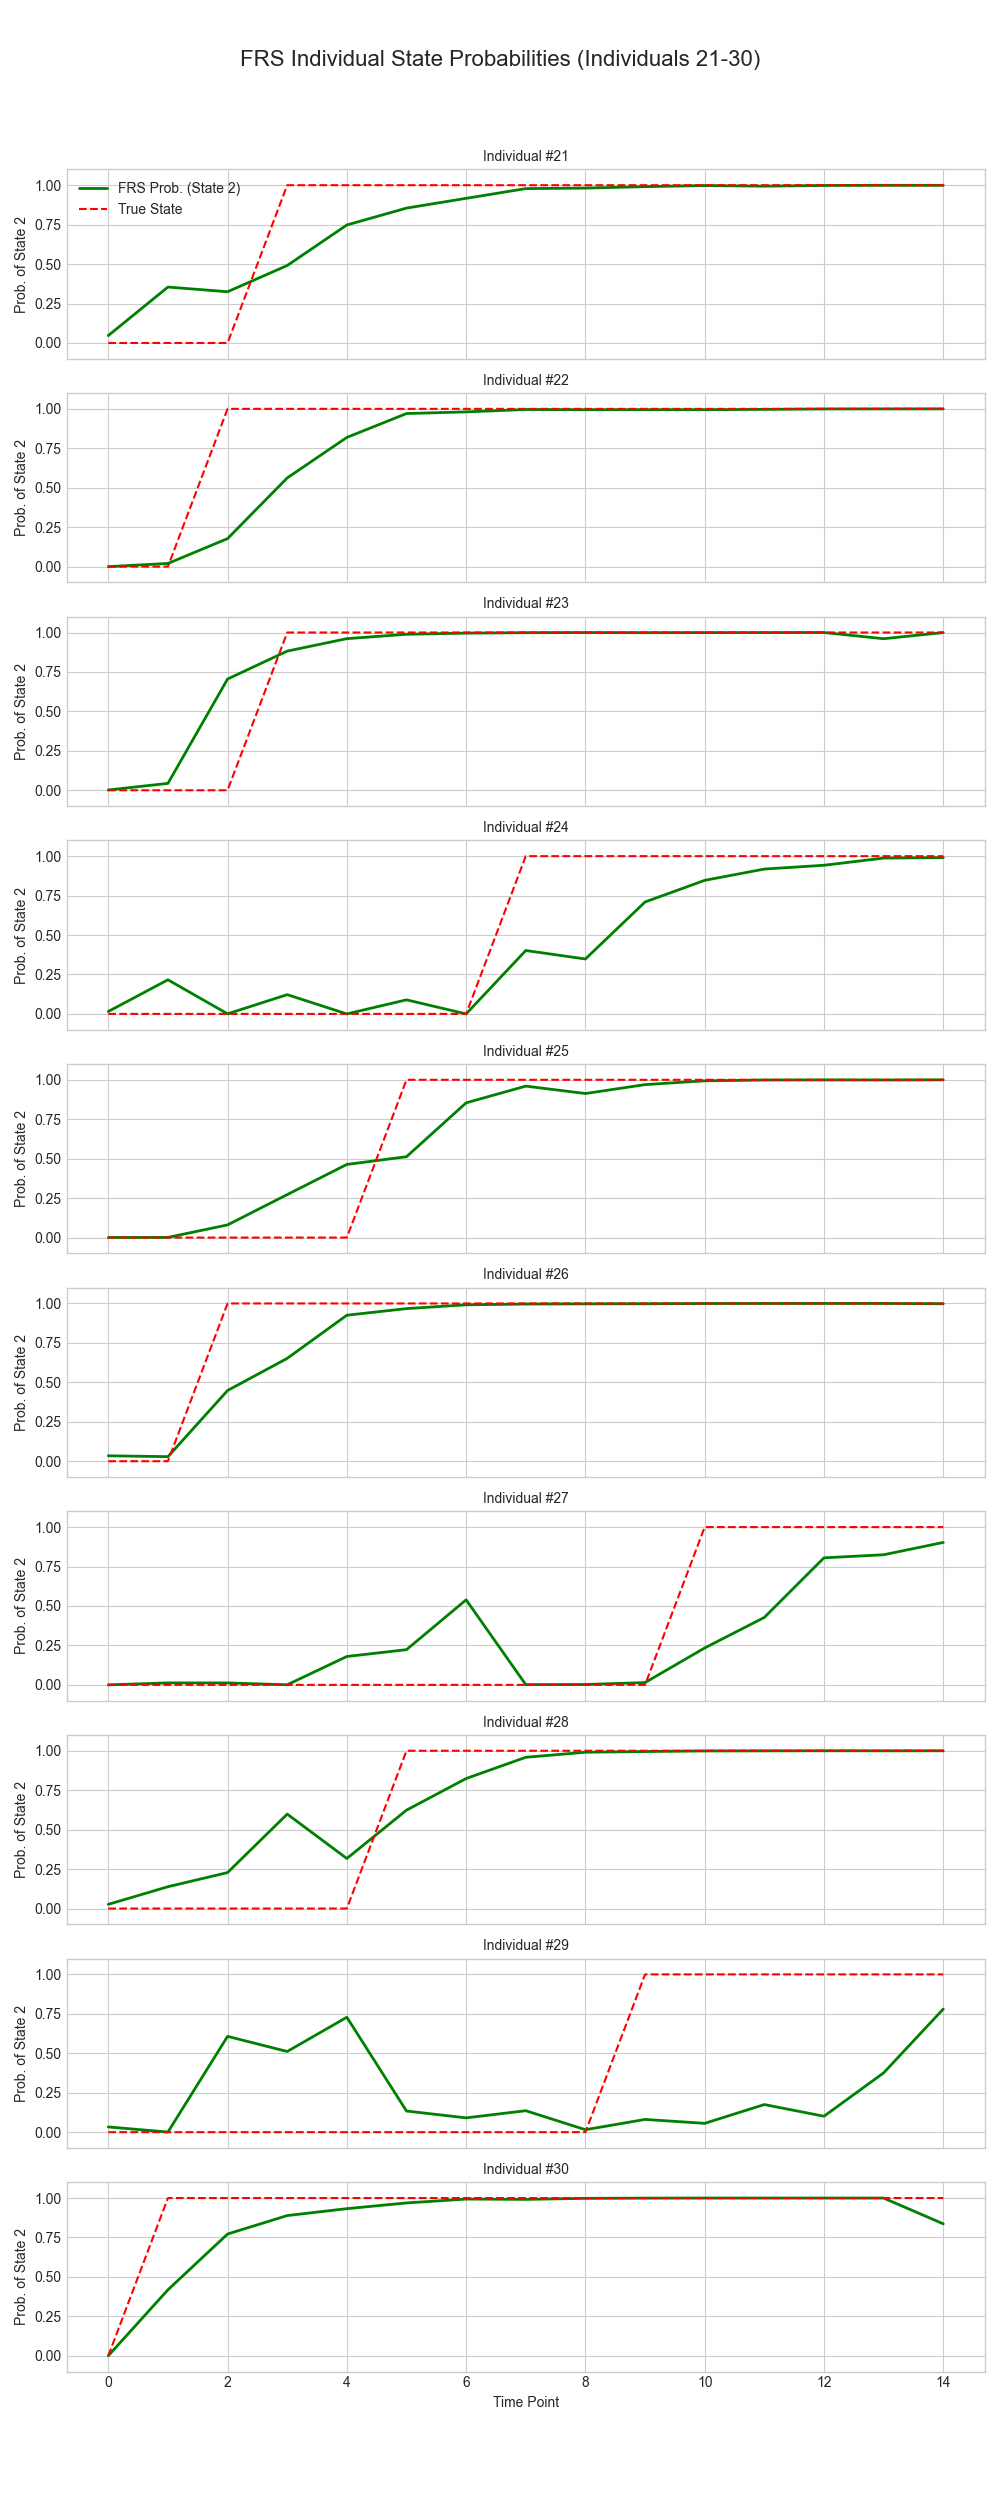 FRS Individual State Probabilities (Individuals 21-30)
Individual #21
1.00
0.75
0.50
0.25
0.00
Prob. of State 2
FRS Prob. (State 2)
True State
Individual #22
1.00
0.75
0.50
0.25
0.00
Prob. of State 2
Individual #23
1.00
0.75
0.50
0.25
0.00
Prob. of State 2
Individual #24
1.00
0.75
0.50
0.25
0.00
Prob. of State 2
Individual #25
1.00
0.75
0.50
0.25
0.00
Prob. of State 2
Individual #26
1.00
0.75
0.50
0.25
0.00
Prob. of State 2
Individual #27
1.00
0.75
0.50
0.25
0.00
Prob. of State 2
Individual #28
1.00
0.75
0.50
0.25
0.00
Prob. of State 2
Individual #29
1.00
0.75
0.50
0.25
0.00
Prob. of State 2
Individual #30
1.00
0.75
0.50
0.25
0.00
Prob. of State 2
0 2 4 6 8 10 12 14
Time Point